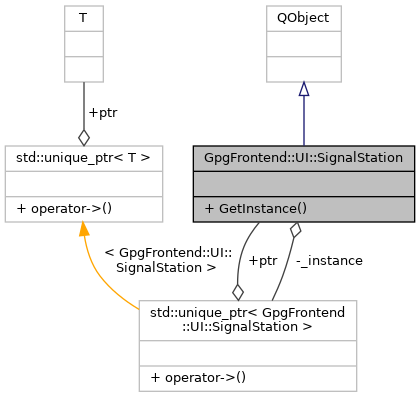 T
QObject
+ptr
std::unique_ptr< T >
+ operator->()
GpgFrontend::UI::SignalStation
+ GetInstance()
< GpgFrontend::UI::
SignalStation >
+ptr
-_instance
std::unique_ptr< GpgFrontend
::UI::SignalStation >
+ operator->()